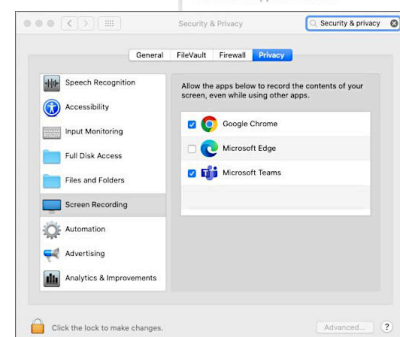 Security & Privacy
Security & privacy
General
FileVault
Firewall
Privacy
Speech Recognition
Accessibility
Input Monitoring
Full Disk Access
Files and Folders
Screen Recording
Automation
Advertising
Analytics & Improvements
Allow the apps below to record the contents of your
screen, even while using other apps.
Google Chrome
Microsoft Edge
Microsoft Teams
Click the lock to make changes.
Advanced...
?